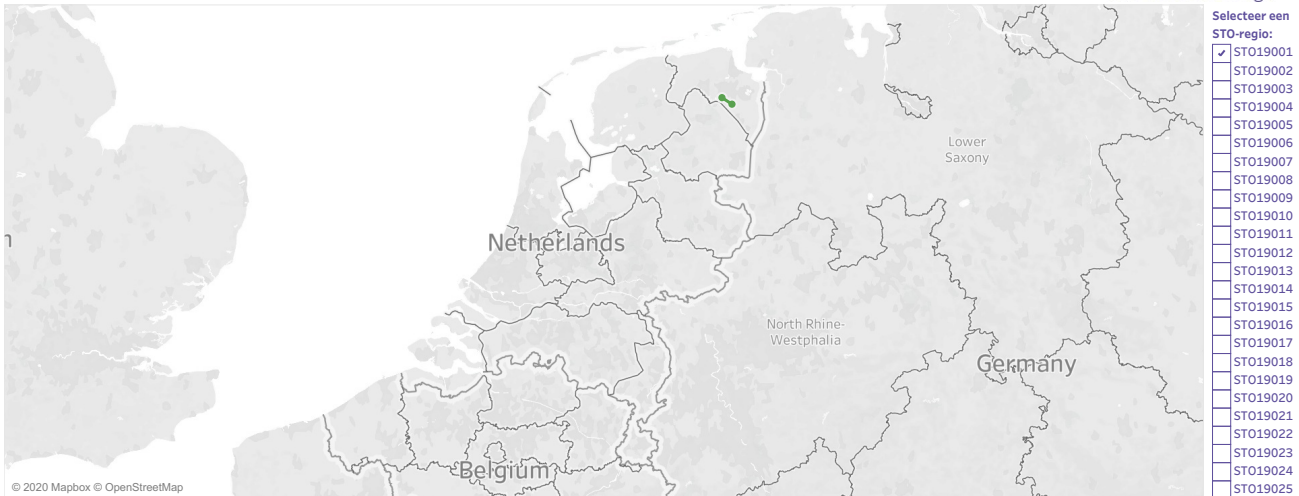 Selecteer een
STO-regio:
STO19001
STO19002
STO19003
STO19004
STO19005
STO19006
STO19007
STO19008
STO19009
STO19010
STO19011
STO19012
STO19013
STO19014
STO19015
STO19016
STO19017
STO19018
STO19019
STO19020
STO19021
STO19022
STO19023
STO19024
STO19025
Lower
Saxony
Netherlands
North Rhine-
Westphalia
Germany
Belgium
© 2020 Mapbox © OpenStreetMap